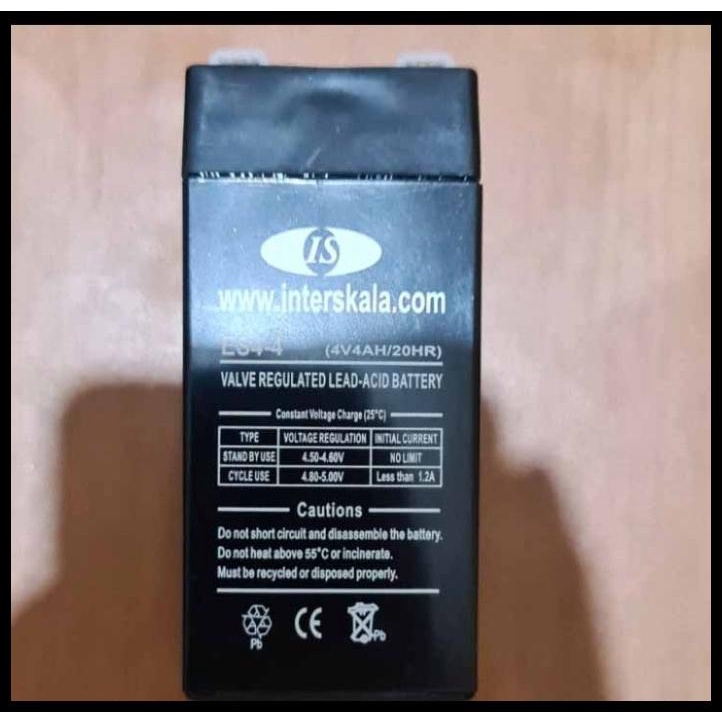 IS
www.interskala.com
ES4-4 (4V4AH/20HR)
VALVE REGULATED LEAD-ACID BATTERY
Constant Voltage Charge (25°C)
TYPE VOLTAGE REGULATION INITIAL CURRENT
STAND BY USE 4.50-4.60V NO LIMIT
CYCLE USE 4.80-5.00V Less than 1.2A
Cautions
Do not short circuit and disassemble the battery.
Do not heat above 55°C or incinerate.
Must be recycled or disposed properly.
Pb CE Pb